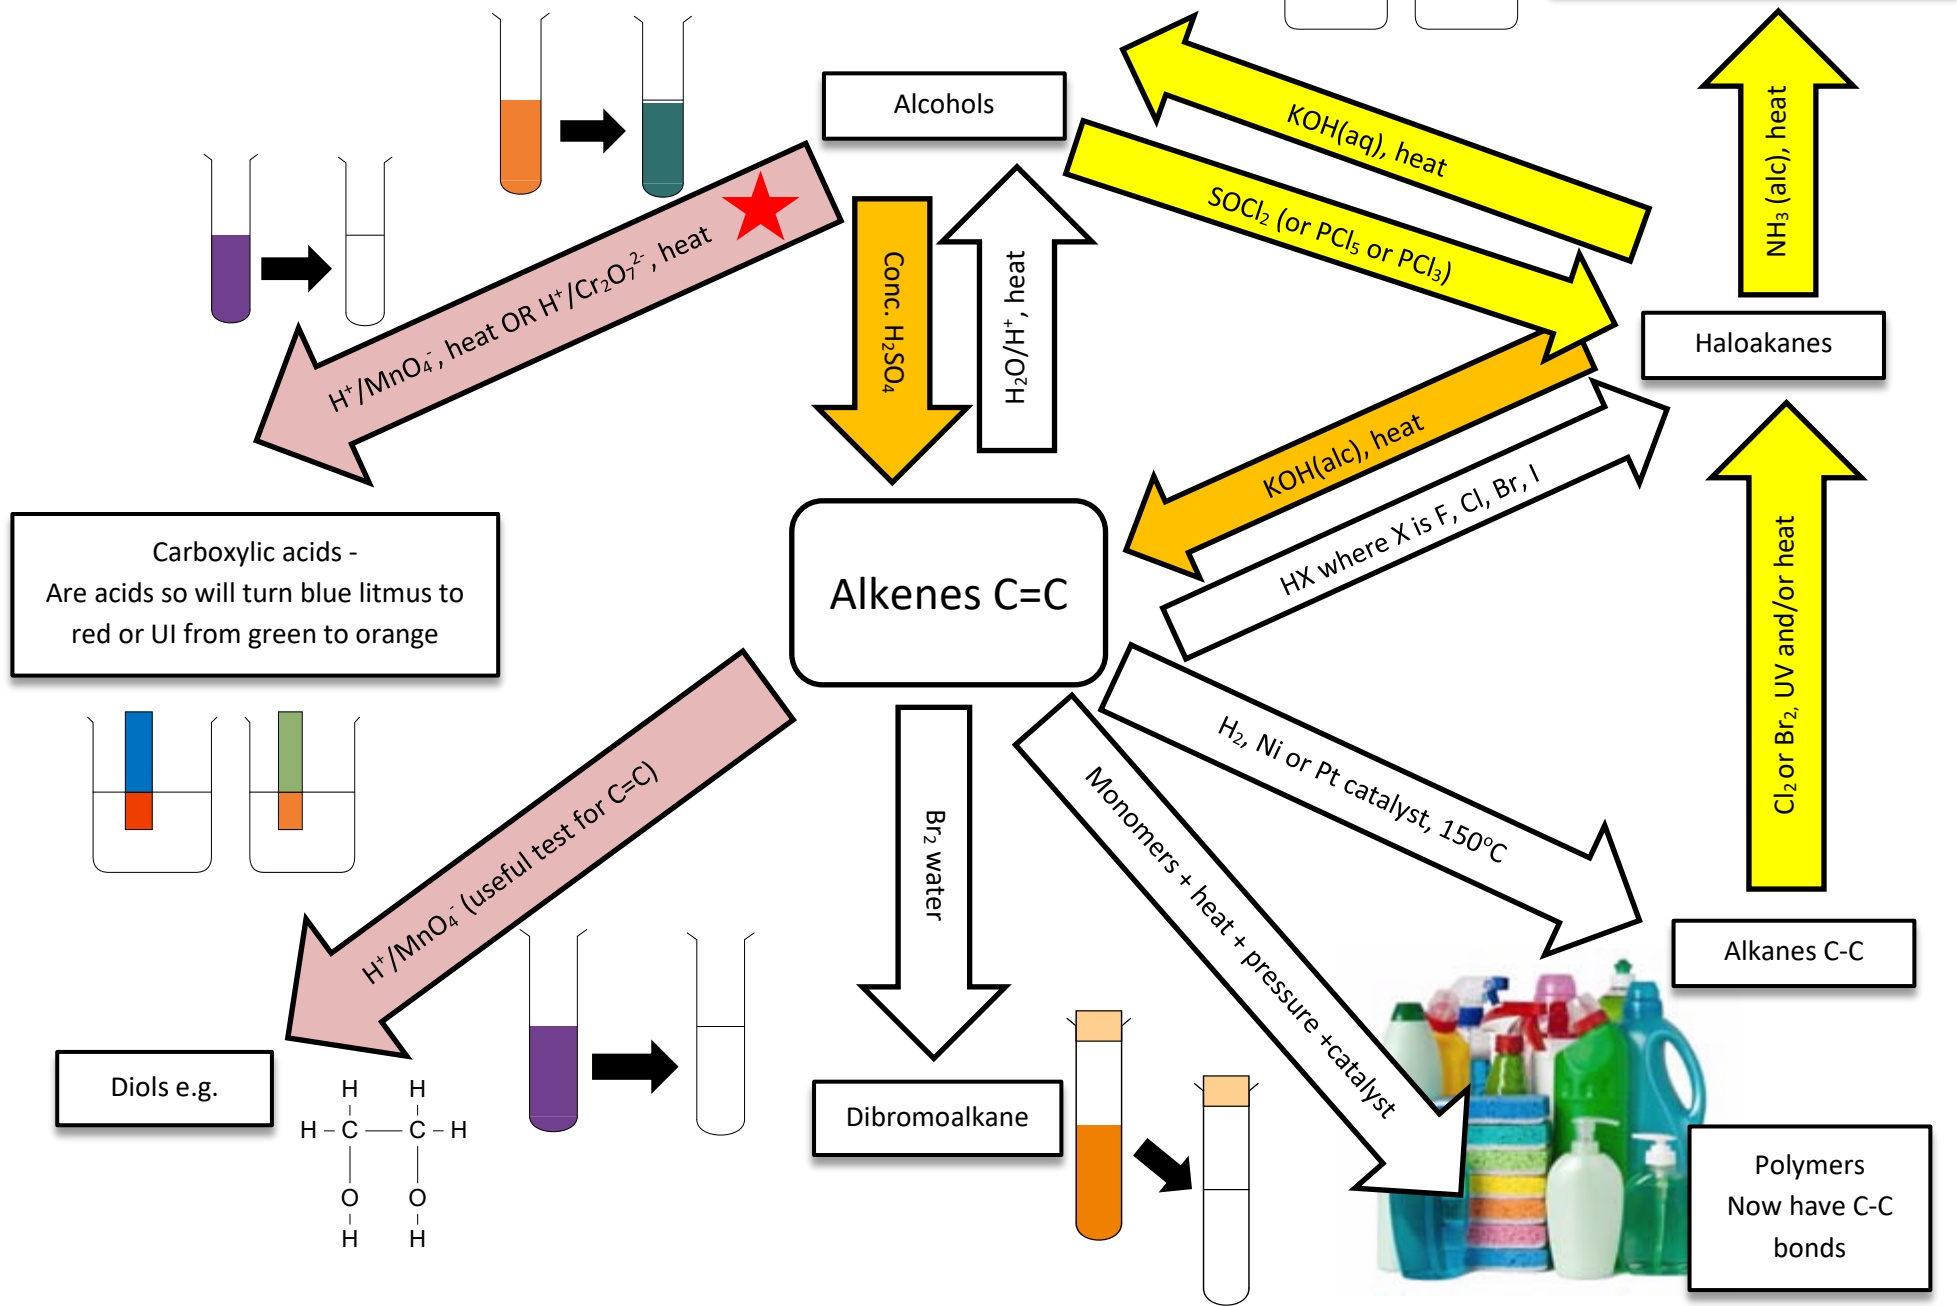 Alcohols
KOH(aq), heat
SOCl₂ (or PCl₅ or PCl₃)
NH₃ (alc), heat
H⁺/MnO₄⁻, heat OR H⁺/Cr₂O₇²⁻, heat
Conc. H₂SO₄
H₂O/H⁺, heat
Haloakanes
KOH(alc), heat
HX where X is F, Cl, Br, I
Carboxylic acids -
Are acids so will turn blue litmus to
red or UI from green to orange
Alkenes C=C
Cl₂ or Br₂, UV and/or heat
H⁺/MnO₄⁻ (useful test for C=C)
Br₂ water
Monomers + heat + pressure +catalyst
H₂, Ni or Pt catalyst, 150°C
Alkanes C-C
Diols e.g.
H H
H C C H
O O
H H
Dibromoalkane
Polymers
Now have C-C
bonds